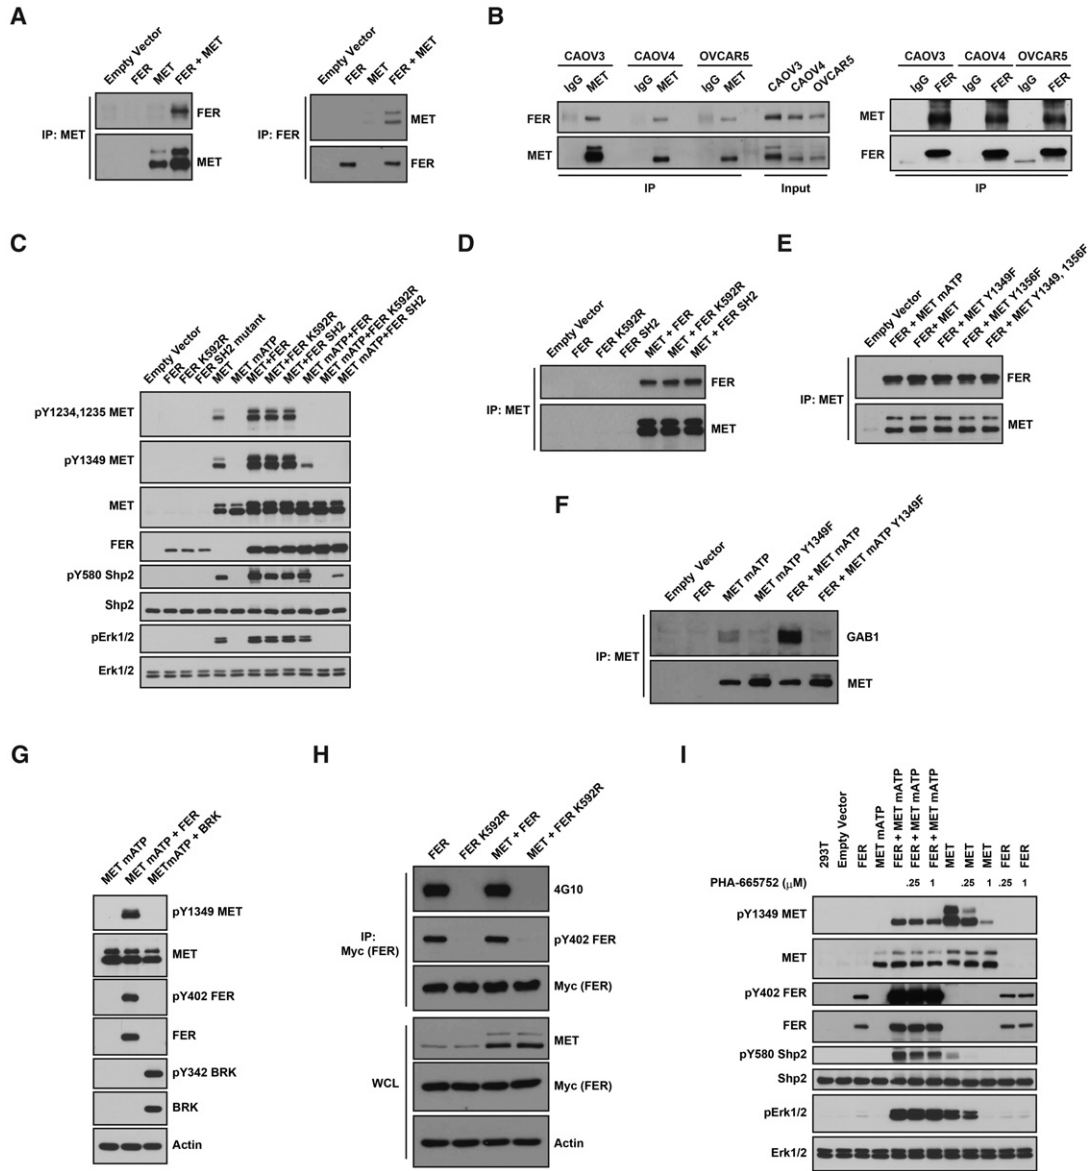 A
Empty Vector
FER
MET
FER + MET
IP: MET
FER
MET
Empty Vector
FER
MET
FER + MET
IP: FER
MET
FER
B
CAOV3 CAOV4 OVCAR5
IgG MET IgG MET IgG MET CAOV3 CAOV4 OVCAR5
FER
MET
IP Input
CAOV3 CAOV4 OVCAR5
IgG FER IgG FER IgG FER
MET
FER
IP
C
Empty Vector
FER
FER K592R
FER SH2 mutant
MET
MET mATP
MET+FER
MET+FER K592R
MET+FER SH2
MET mATP+FER
MET mATP+FER K592R
MET mATP+FER SH2
pY1234,1235 MET
pY1349 MET
MET
FER
pY580 Shp2
Shp2
pErk1/2
Erk1/2
D
Empty Vector
FER
FER K592R
FER SH2
MET + FER
MET + FER K592R
MET + FER SH2
IP: MET
FER
MET
E
Empty Vector
FER + MET mATP
FER+ MET
FER + MET Y1349F
FER + MET Y1356F
FER + MET Y1349, 1356F
IP: MET
FER
MET
F
Empty Vector
FER
MET mATP
MET mATP Y1349F
FER + MET mATP
FER + MET mATP Y1349F
IP: MET
GAB1
MET
G
MET mATP
MET mATP + FER
METmATP + BRK
pY1349 MET
MET
pY402 FER
FER
pY342 BRK
BRK
Actin
H
FER
FER K592R
MET + FER
MET + FER K592R
IP:
Myc (FER)
4G10
pY402 FER
Myc (FER)
WCL
MET
Myc (FER)
Actin
I
293T
Empty Vector
FER
MET mATP
FER + MET mATP
FER + MET mATP
FER + MET mATP
MET
MET
MET
FER
FER
PHA-665752 (μM) .25 1 .25 1 .25 1
pY1349 MET
MET
pY402 FER
FER
pY580 Shp2
Shp2
pErk1/2
Erk1/2